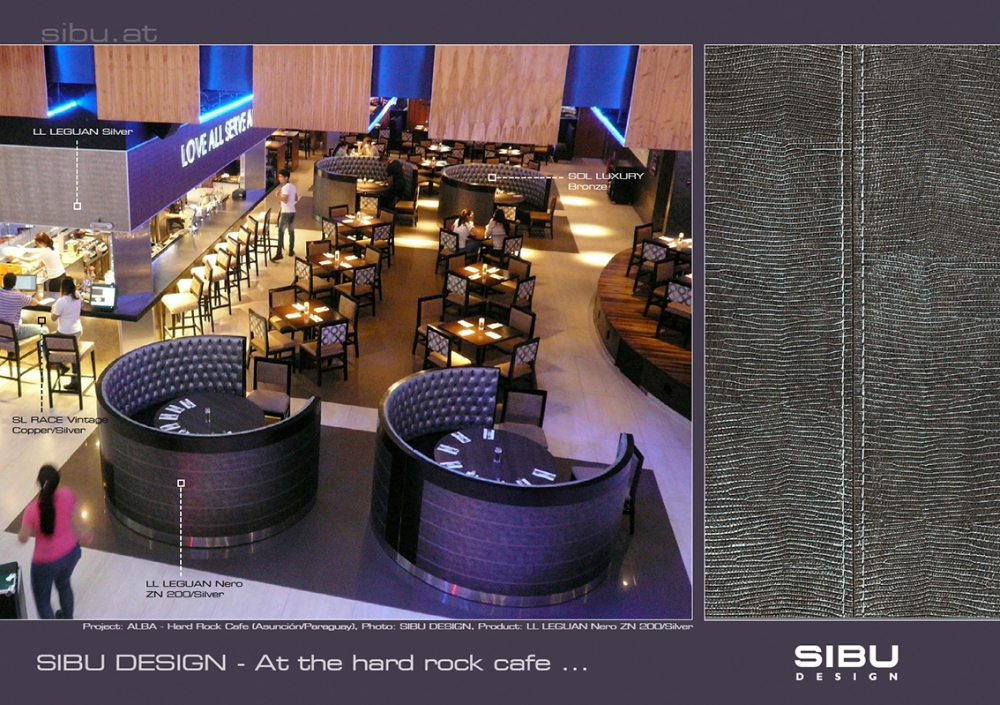 sibu.at
LL LEGUAN Silver
LOVE ALL SERVE A
SDL LUXURY
Bronze
SL RACE Vintage
Copper/Silver
LL LEGUAN Nero
ZN 200/Silver
Project: ALBA - Hard Rock Cafe (Asunción/Paraguay), Photo: SIBU DESIGN, Product: LL LEGUAN Nero ZN 200/Silver
SIBU DESIGN - At the hard rock cafe ...
SIBU
DESIGN